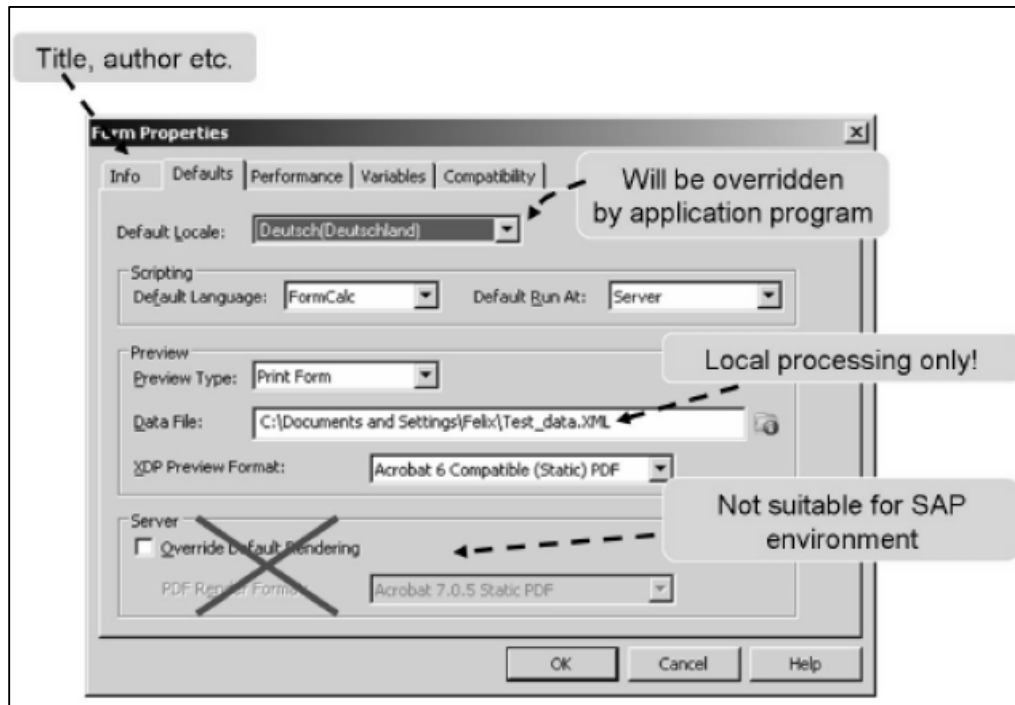 Title, author etc.
Form Properties
Info Defaults Performance Variables Compatibility
Will be overridden
by application program
Default Locale: Deutsch(Deutschland)
Scripting
Default Language: FormCalc Default Run At: Server
Local processing only!
Preview
Preview Type: Print Form
Data File: C:\Documents and Settings\Felix\Test_data.XML
XDP Preview Format: Acrobat 6 Compatible (Static) PDF
Not suitable for SAP
environment
Server
Override Default Rendering
PDF Render Format: Acrobat 7.0.5 Static PDF
OK Cancel Help